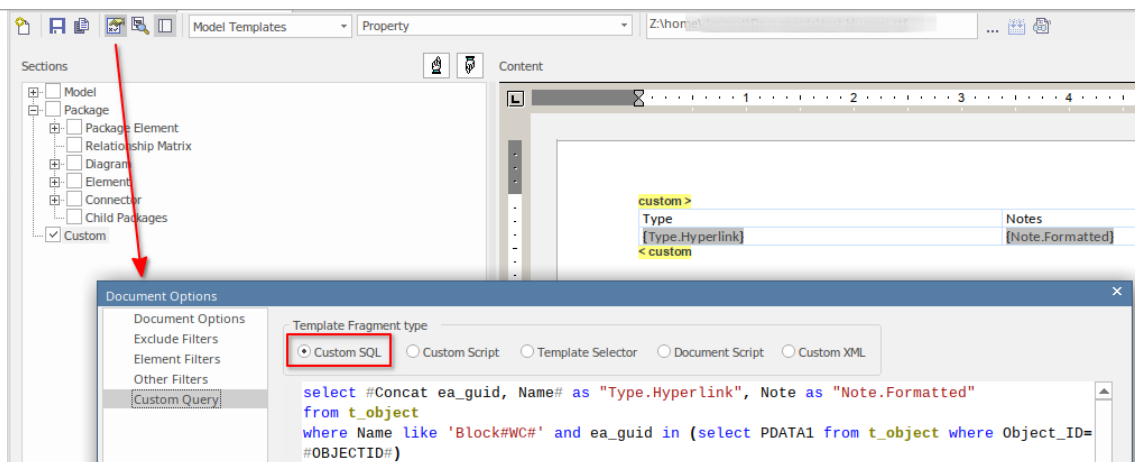 Model Templates
Property
Z:\home\
...
Sections
Content
Model
Package
Package Element
Relationship Matrix
Diagram
Element
Connector
Child Packages
Custom
L
1 2 3 4
custom >
Type Notes
{Type.Hyperlink} {Note.Formatted}
< custom
Document Options
Document Options
Exclude Filters
Element Filters
Other Filters
Custom Query
Template Fragment type
Custom SQL Custom Script Template Selector Document Script Custom XML
select #Concat ea_guid, Name# as "Type.Hyperlink", Note as "Note.Formatted"
from t_object
where Name like 'Block#WC#' and ea_guid in (select PDATA1 from t_object where Object_ID=
#OBJECTID#)